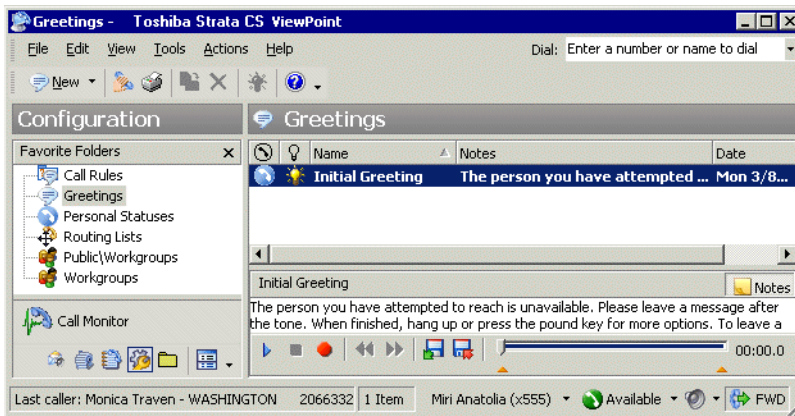 Greetings - Toshiba Strata CS ViewPoint
File Edit View Tools Actions Help
Dial: Enter a number or name to dial
New
Configuration
Greetings
Favorite Folders
Name Notes Date
Call Rules
Initial Greeting The person you have attempted ... Mon 3/8...
Greetings
Personal Statuses
Routing Lists
Public\Workgroups
Workgroups
Initial Greeting
Notes
The person you have attempted to reach is unavailable. Please leave a message after
the tone. When finished, hang up or press the pound key for more options. To leave a
Call Monitor
00:00.0
Last caller: Monica Traven - WASHINGTON 2066332 1 Item Miri Anatolia (x555) Available FWD